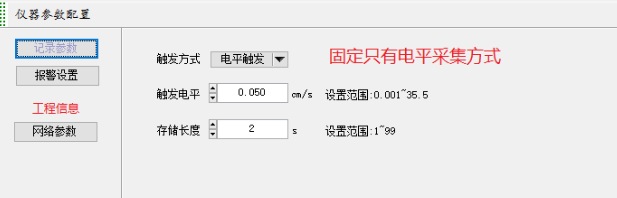 仪器参数配置
记录参数
报警设置
工程信息
网络参数
触发方式 电平触发 固定只有电平采集方式
触发电平 0.050 cm/s 设置范围:0.001~35.5
存储长度 2 s 设置范围:1~99